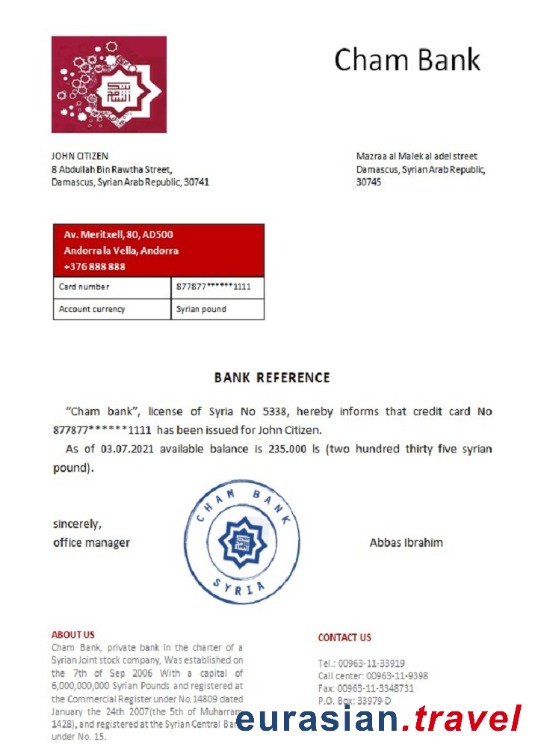 Cham Bank
JOHN CITIZEN
8 Abdullah Bin Rawtha Street,
Damascus, Syrian Arab Republic, 30741
Mazraa al Malek al adel street
Damascus, Syrian Arab Republic,
30745
Av. Meritxell, 80, AD500
Andorra la Vella, Andorra
+376 888 888
Card number 877877******1111
Account currency Syrian pound
BANK REFERENCE
“Cham bank”, license of Syria No 5338, hereby informs that credit card No
877877******1111 has been issued for John Citizen.
As of 03.07.2021 available balance is 235.000 ls (two hundred thirty five syrian
pound).
CHAM BANK
SYRIA
sincerely,
office manager
Abbas Ibrahim
ABOUT US
Cham Bank, private bank in the charter of a
Syrian Joint stock company, Was established on
the 7th of Sep 2006 With a capital of
6,000,000,000 Syrian Pounds and registered at
the Commercial Register under No.14809 dated
January the 24th 2007(the 5th of Muharram
1428), and registered at the Syrian Central Bank
under No. 15.
CONTACT US
Tel.: 00963-11-33919
Call center: 00963-11-9398
Fax: 00963-11-3348731
P.O. Box: 33979 D
eurasian.travel